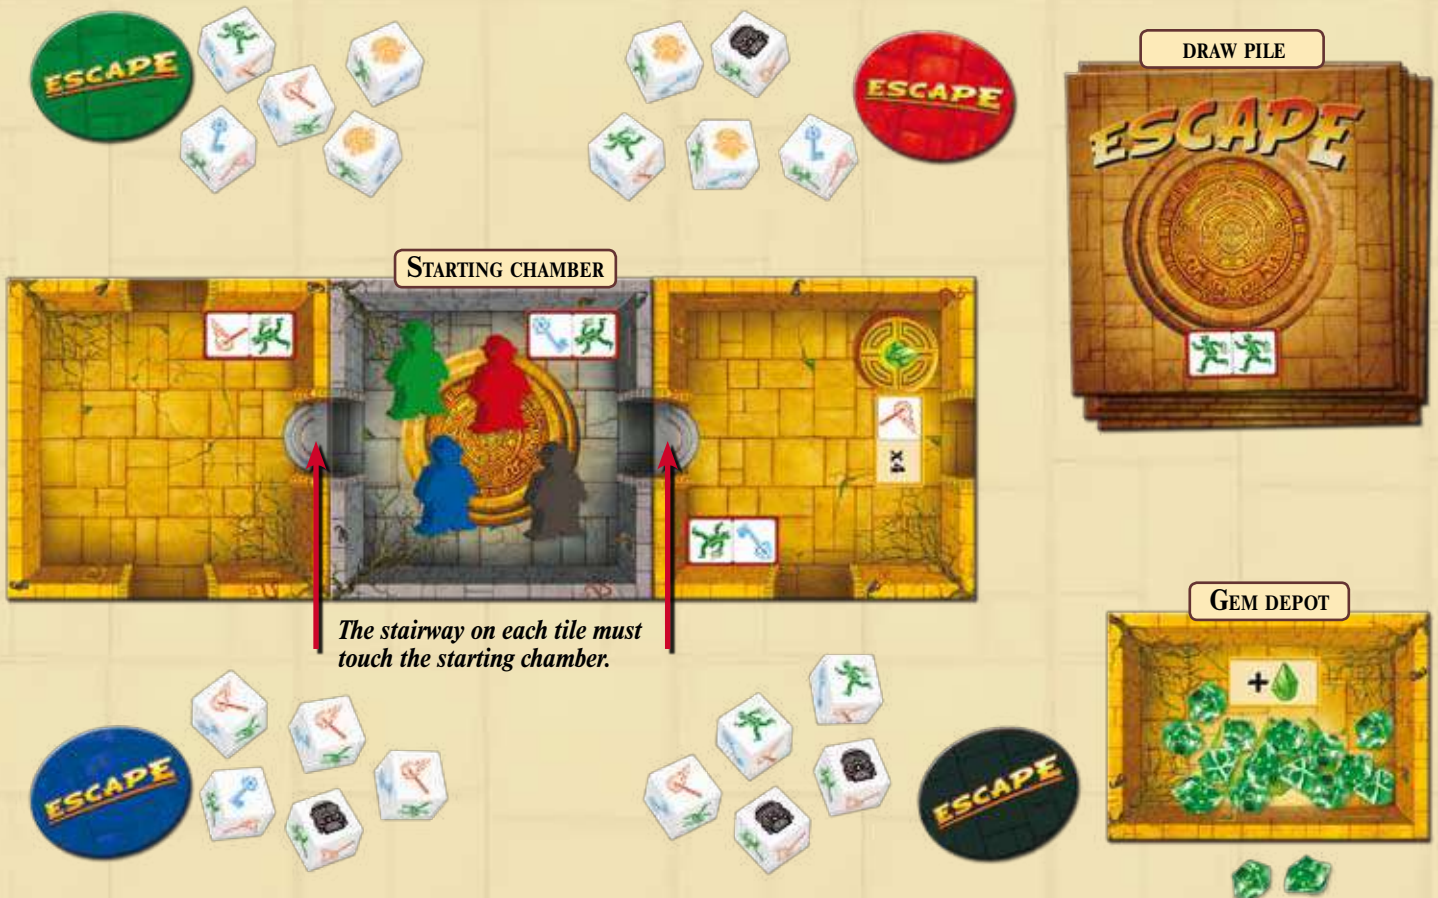 ESCAPE
ESCAPE
DRAW PILE
ESCAPE
STARTING CHAMBER
X4
The stairway on each tile must
touch the starting chamber.
GEM DEPOT
+
ESCAPE
ESCAPE